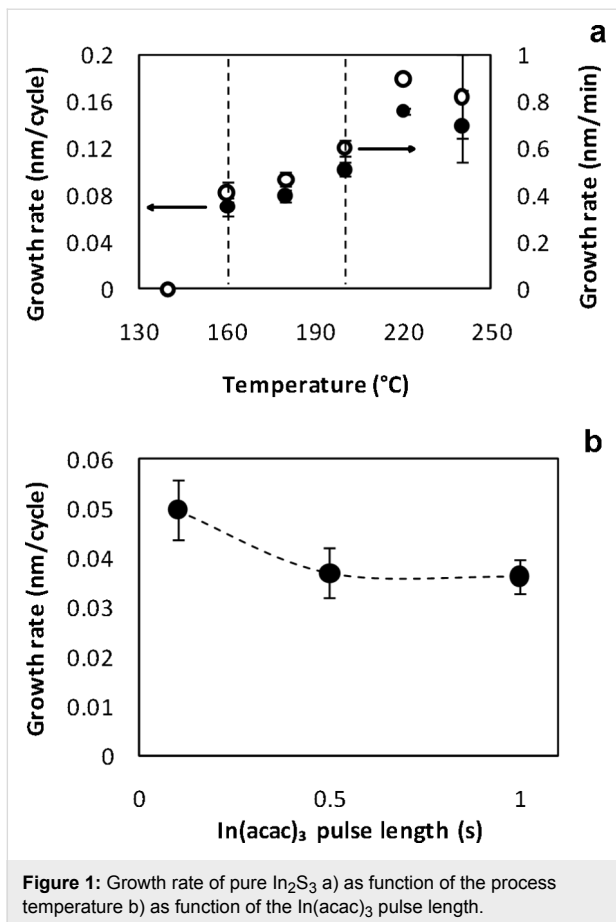 a
0.2
0.16
0.12
0.08
0.04
0
Growth rate (nm/cycle)
1
0.8
0.6
0.4
0.2
0
Growth rate (nm/min)
130 160 190 220 250
Temperature (°C)
b
0.06
0.05
0.04
0.03
0.02
0.01
0
Growth rate (nm/cycle)
0 0.5 1
In(acac)₃ pulse length (s)
Figure 1: Growth rate of pure In₂S₃ a) as function of the process
temperature b) as function of the In(acac)₃ pulse length.